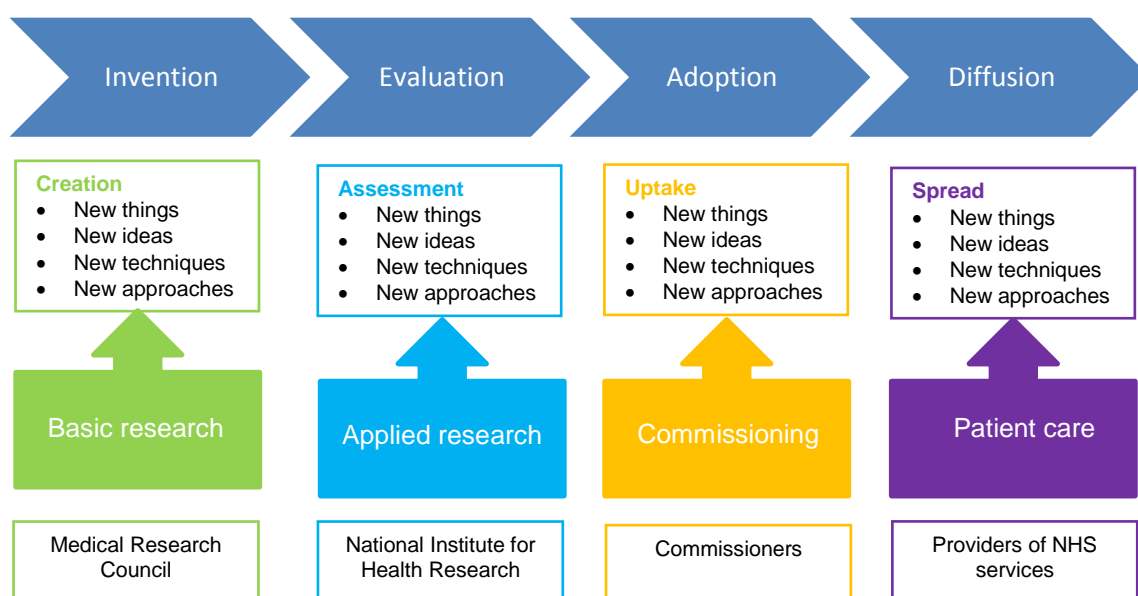 Invention
Evaluation
Adoption
Diffusion
Creation
• New things
• New ideas
• New techniques
• New approaches
Assessment
• New things
• New ideas
• New techniques
• New approaches
Uptake
• New things
• New ideas
• New techniques
• New approaches
Spread
• New things
• New ideas
• New techniques
• New approaches
Basic research
Applied research
Commissioning
Patient care
Medical Research
Council
National Institute for
Health Research
Commissioners
Providers of NHS
services